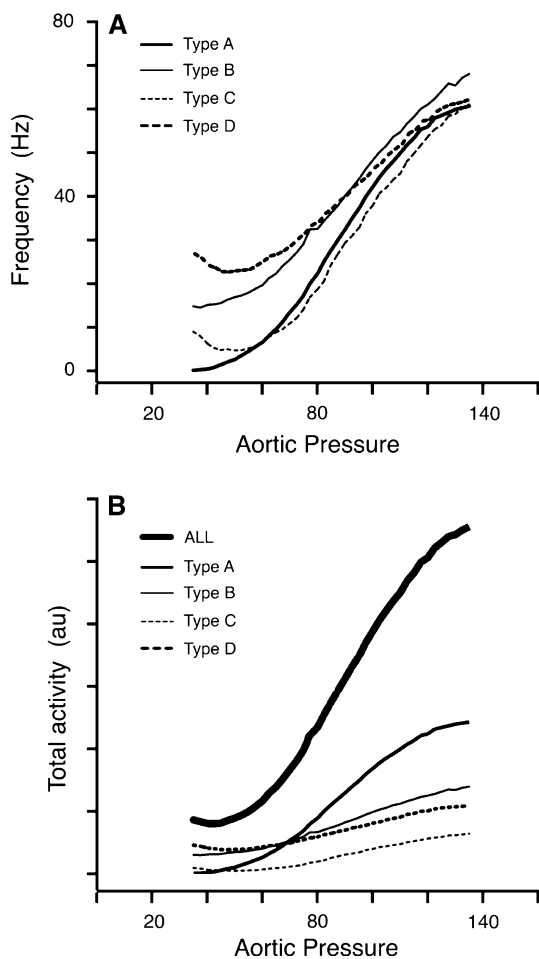 A
80
Type A
Type B
Type C
Type D
40
0
Frequency (Hz)
20
80
140
Aortic Pressure
B
ALL
Type A
Type B
Type C
Type D
Total activity (au)
20
80
140
Aortic Pressure